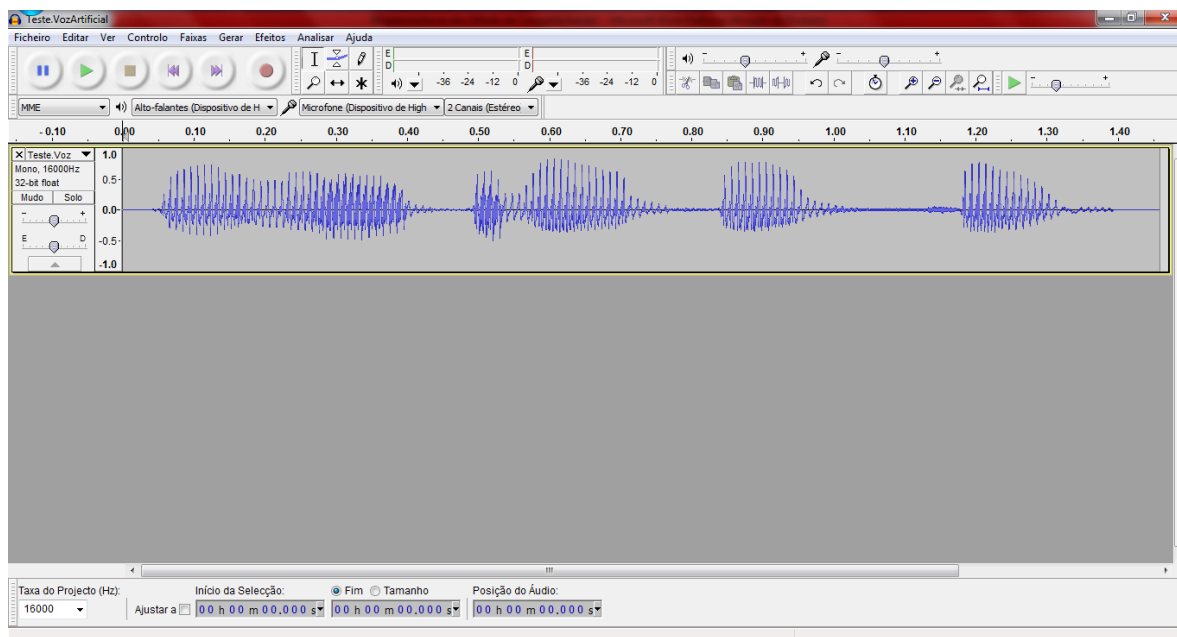 Teste.VozArtificial
Ficheiro Editar Ver Controlo Faixas Gerar Efeitos Analisar Ajuda
E
D
E
D
-36 -24 -12 0
-36 -24 -12 0
MME
Alto-falantes (Dispositivo de H
Microfone (Dispositivo de High
2 Canais (Estéreo
- 0,10 0,00 0,10 0,20 0,30 0,40 0,50 0,60 0,70 0,80 0,90 1,00 1,10 1,20 1,30 1,40
X Teste.Voz
Mono, 16000Hz
32-bit float
Mudo Solo
- +
E D
1.0
0.5-
0.0-
-0.5-
-1.0
Taxa do Projecto (Hz): Início da Selecção: Fim Tamanho Posição do Áudio:
16000 Ajustar a 00 h 00 m 00,000 s 00 h 00 m 00,000 s 00 h 00 m 00,000 s